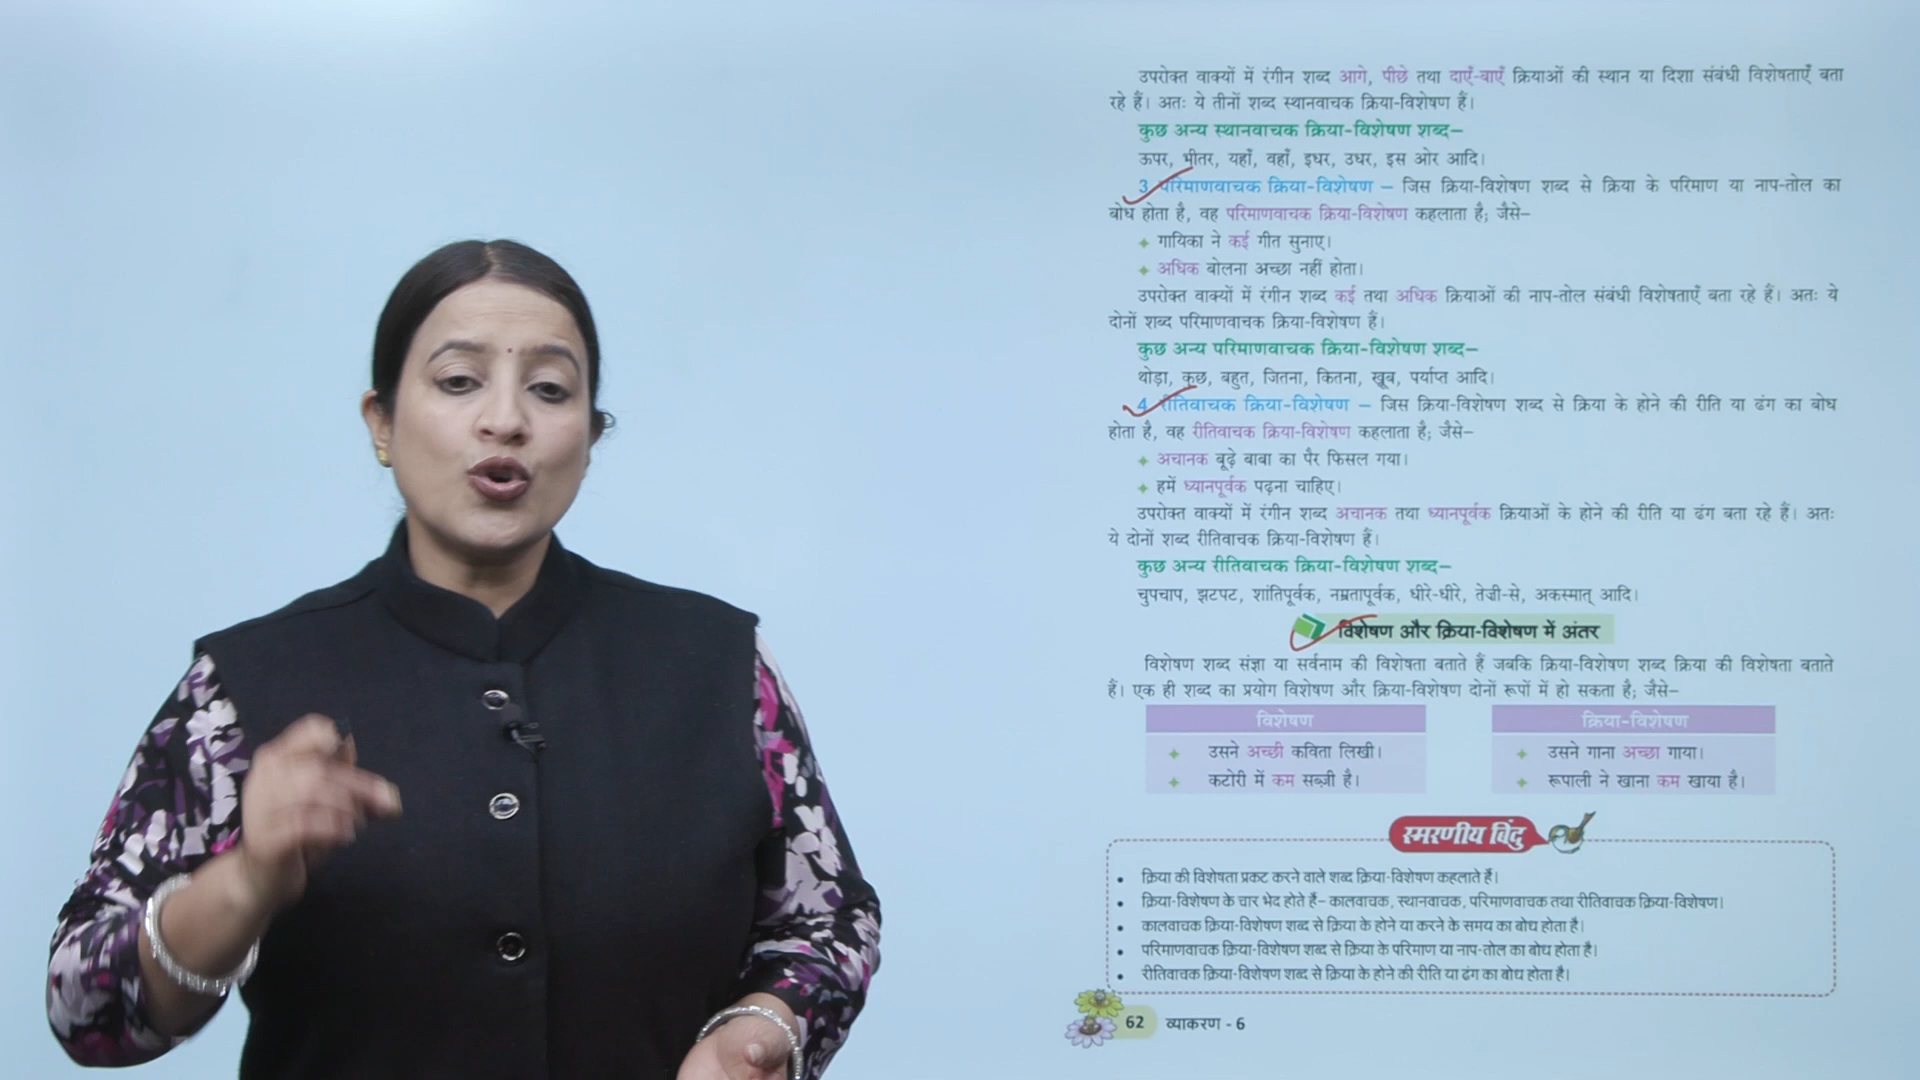 उपरोक्त वाक्यों में रंगीन शब्द आगे, पीछे तथा दाएँ-बाएँ क्रियाओं की स्थान या दिशा संबंधी विशेषताएँ बता
रहे हैं। अतः ये तीनों शब्द स्थानवाचक क्रिया-विशेषण हैं।
कुछ अन्य स्थानवाचक क्रिया-विशेषण शब्द–
ऊपर, भीतर, यहाँ, वहाँ, इधर, उधर, इस ओर आदि।
3. परिमाणवाचक क्रिया-विशेषण – जिस क्रिया-विशेषण शब्द से क्रिया के परिमाण या नाप-तोल का
बोध होता है, वह परिमाणवाचक क्रिया-विशेषण कहलाता है; जैसे–
गायिका ने कई गीत सुनाए।
अधिक बोलना अच्छा नहीं होता।
उपरोक्त वाक्यों में रंगीन शब्द कई तथा अधिक क्रियाओं की नाप-तोल संबंधी विशेषताएँ बता रहे हैं। अतः ये
दोनों शब्द परिमाणवाचक क्रिया-विशेषण हैं।
कुछ अन्य परिमाणवाचक क्रिया-विशेषण शब्द–
थोड़ा, कुछ, बहुत, जितना, कितना, खूब, पर्याप्त आदि।
4. रीतिवाचक क्रिया-विशेषण – जिस क्रिया-विशेषण शब्द से क्रिया के होने की रीति या ढंग का बोध
होता है, वह रीतिवाचक क्रिया-विशेषण कहलाता है; जैसे–
अचानक बूढ़े बाबा का पैर फिसल गया।
हमें ध्यानपूर्वक पढ़ना चाहिए।
उपरोक्त वाक्यों में रंगीन शब्द अचानक तथा ध्यानपूर्वक क्रियाओं के होने की रीति या ढंग बता रहे हैं। अतः
ये दोनों शब्द रीतिवाचक क्रिया-विशेषण हैं।
कुछ अन्य रीतिवाचक क्रिया-विशेषण शब्द–
चुपचाप, झटपट, शांतिपूर्वक, नम्रतापूर्वक, धीरे-धीरे, तेज़ी-से, अकस्मात् आदि।
विशेषण और क्रिया-विशेषण में अंतर
विशेषण शब्द संज्ञा या सर्वनाम की विशेषता बताते हैं जबकि क्रिया-विशेषण शब्द क्रिया की विशेषता बताते
हैं। एक ही शब्द का प्रयोग विशेषण और क्रिया-विशेषण दोनों रूपों में हो सकता है; जैसे–
विशेषण
उसने अच्छी कविता लिखी।
कटोरी में कम सब्ज़ी है।
क्रिया-विशेषण
उसने गाना अच्छा गाया।
रूपाली ने खाना कम खाया है।
स्मरणीय बिंदु
क्रिया की विशेषता प्रकट करने वाले शब्द क्रिया-विशेषण कहलाते हैं।
क्रिया-विशेषण के चार भेद होते हैं– कालवाचक, स्थानवाचक, परिमाणवाचक तथा रीतिवाचक क्रिया-विशेषण।
कालवाचक क्रिया-विशेषण शब्द से क्रिया के होने या करने के समय का बोध होता है।
परिमाणवाचक क्रिया-विशेषण शब्द से क्रिया के परिमाण या नाप-तोल का बोध होता है।
रीतिवाचक क्रिया-विशेषण शब्द से क्रिया के होने की रीति या ढंग का बोध होता है।
62 व्याकरण - 6